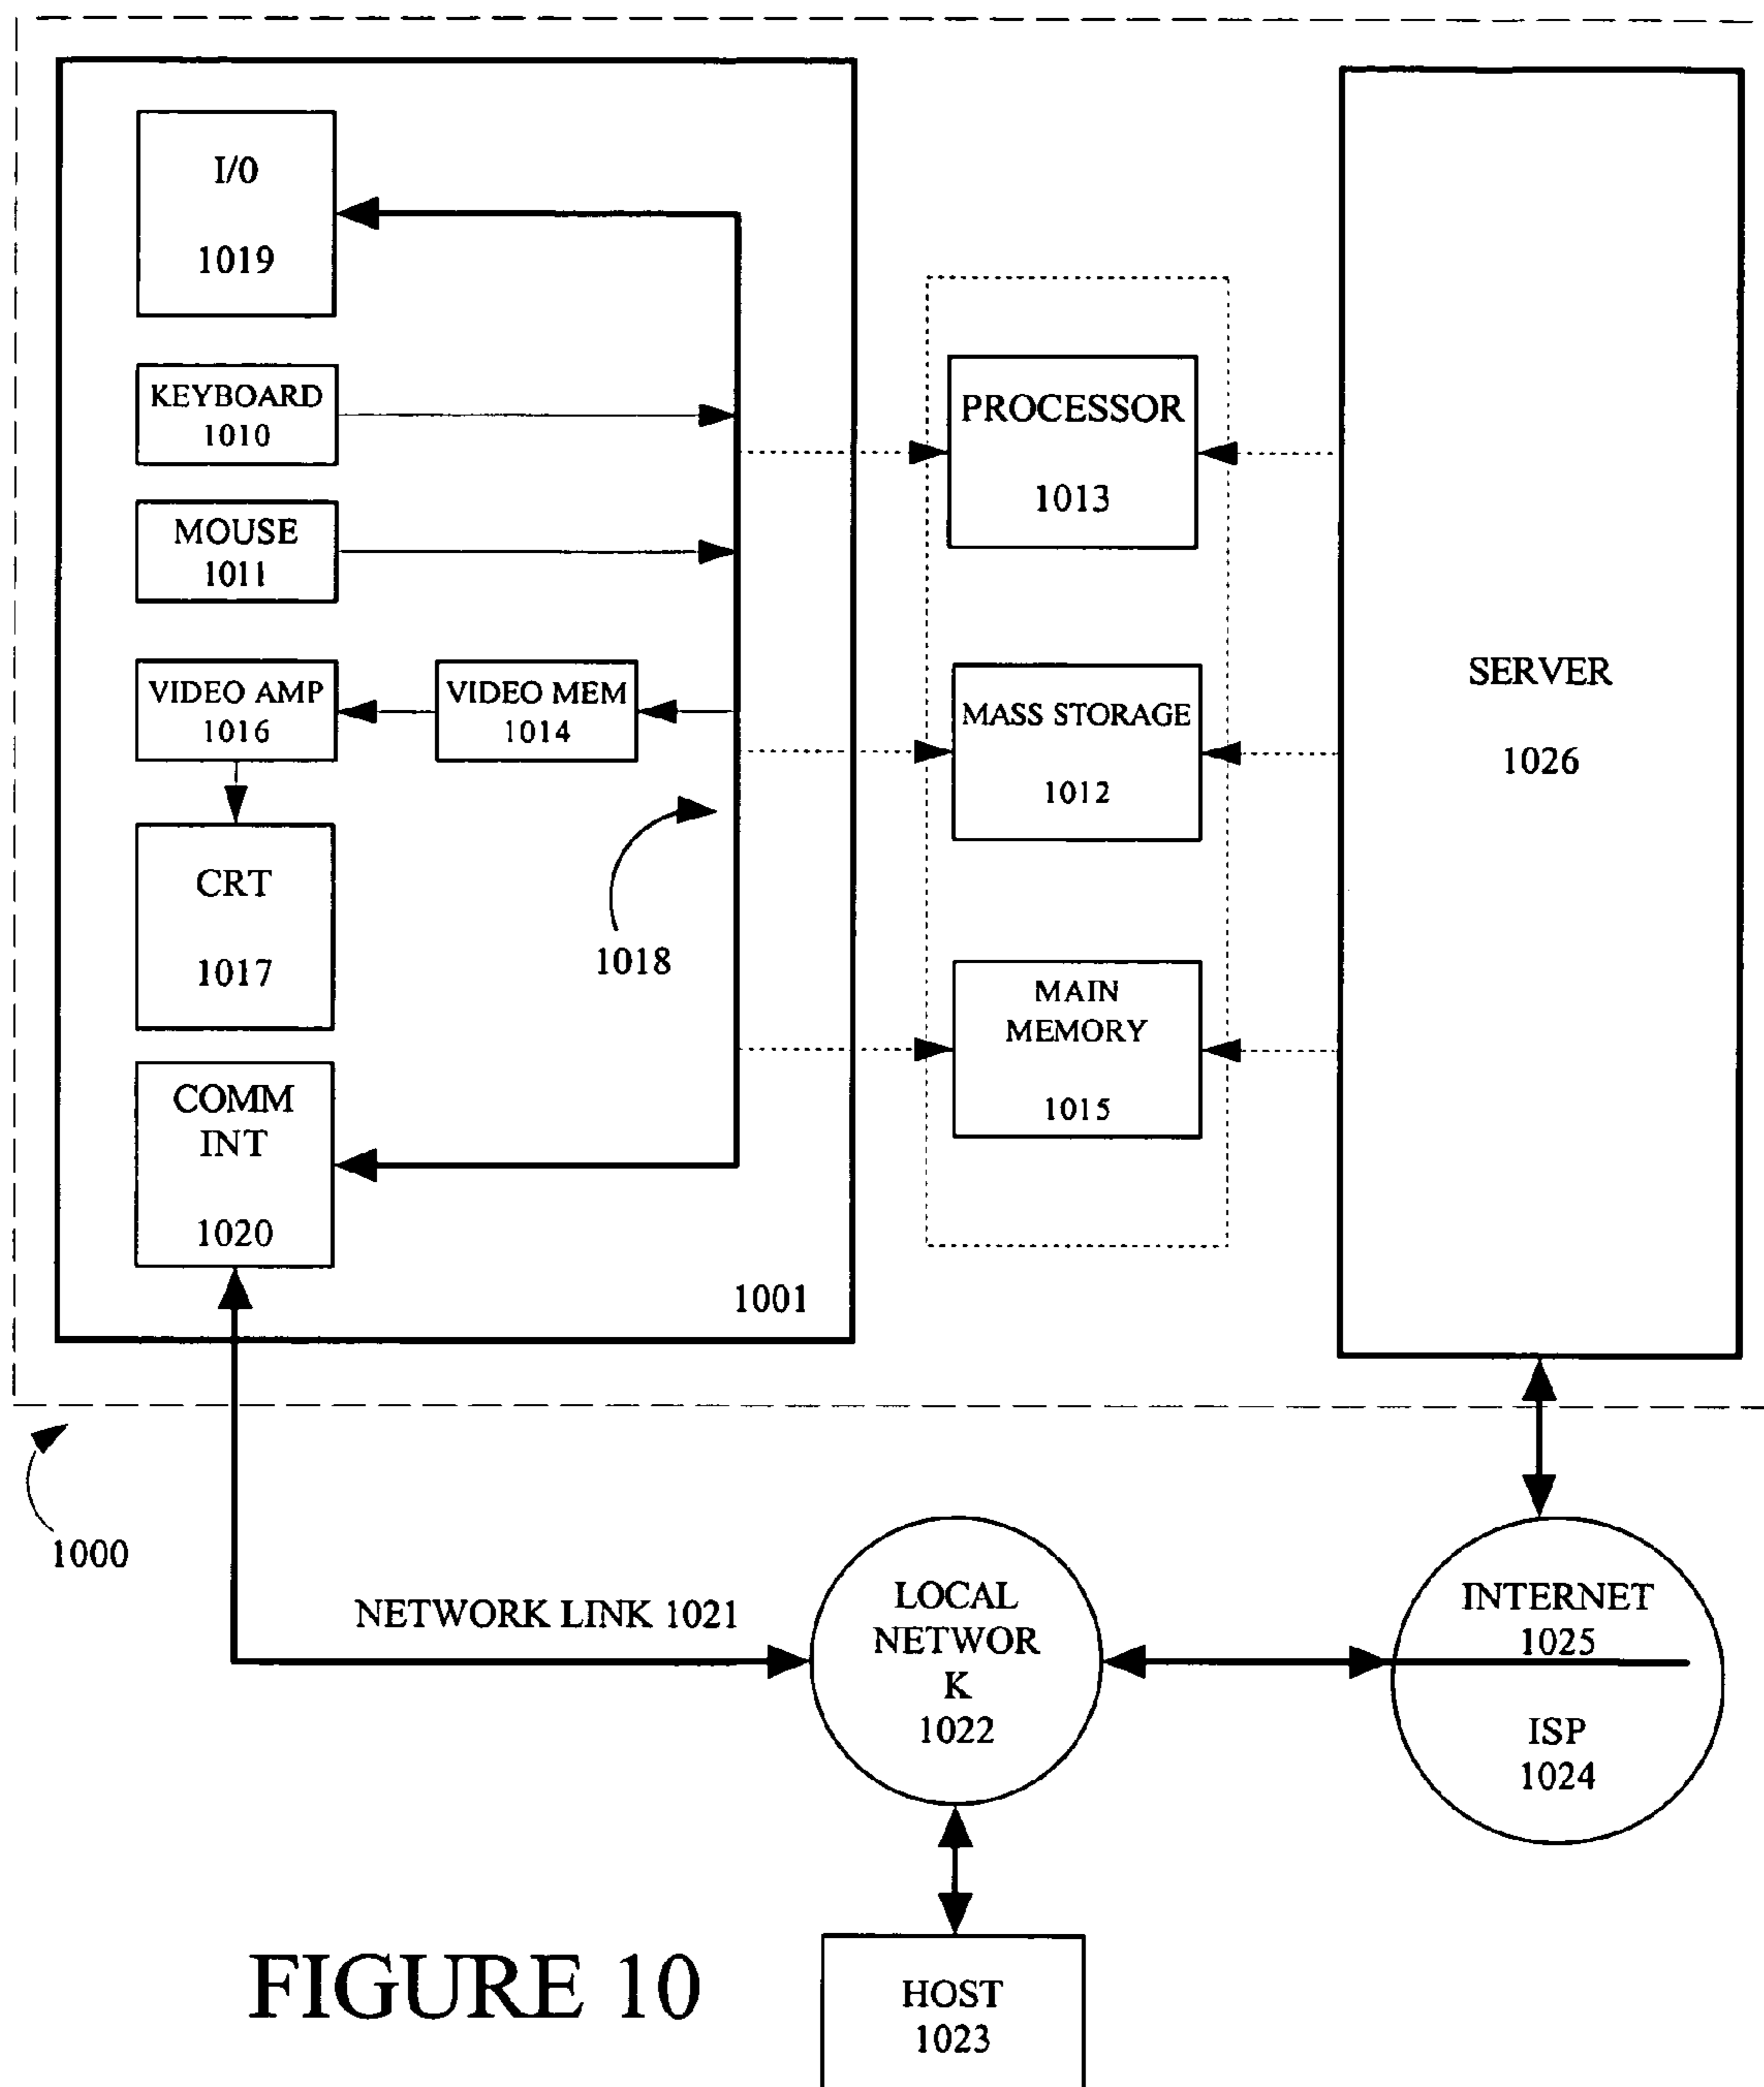 I/0
1019
KEYBOARD
1010
MOUSE
1011
VIDEO AMP
1016
VIDEO MEM
1014
CRT
1017
1018
COMM
INT
1020
1001
PROCESSOR
1013
MASS STORAGE
1012
MAIN
MEMORY
1015
SERVER
1026
1000
NETWORK LINK 1021
LOCAL
NETWOR
K
1022
INTERNET
1025
ISP
1024
HOST
1023
FIGURE 10